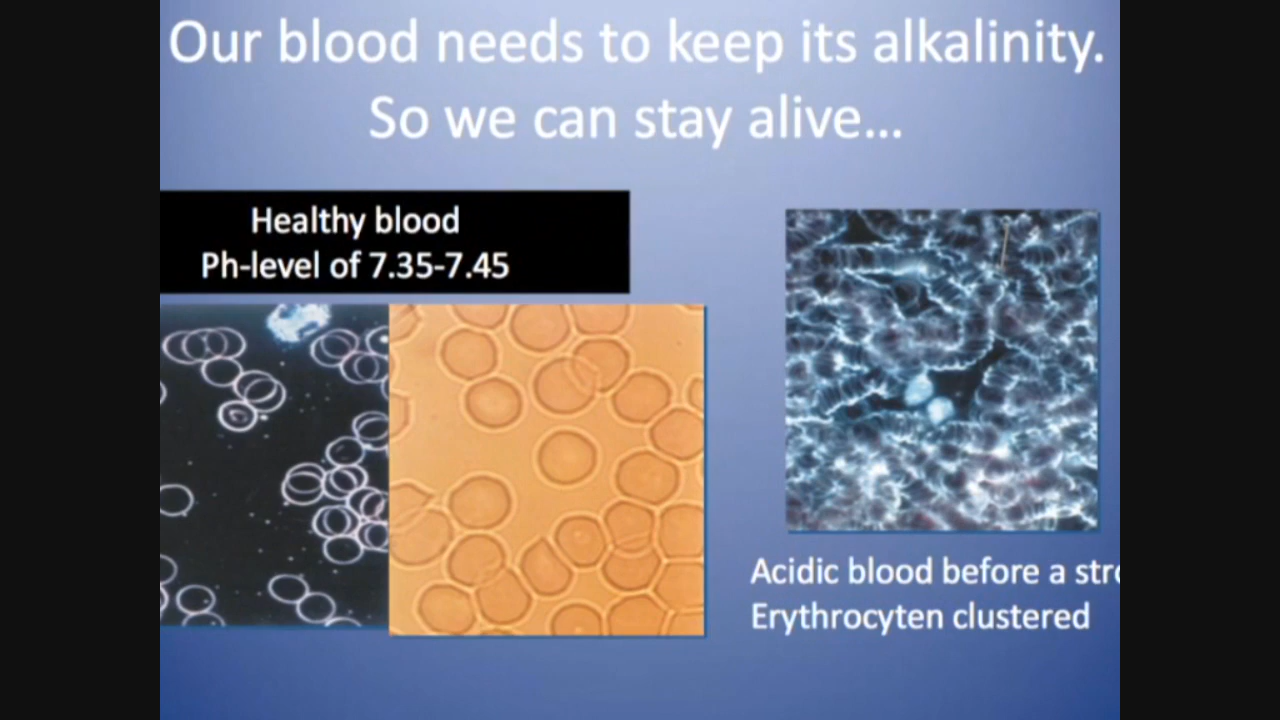 Our blood needs to keep its alkalinity.
So we can stay alive...
Healthy blood
Ph-level of 7.35-7.45
Acidic blood before a
Erythrocyten clustered